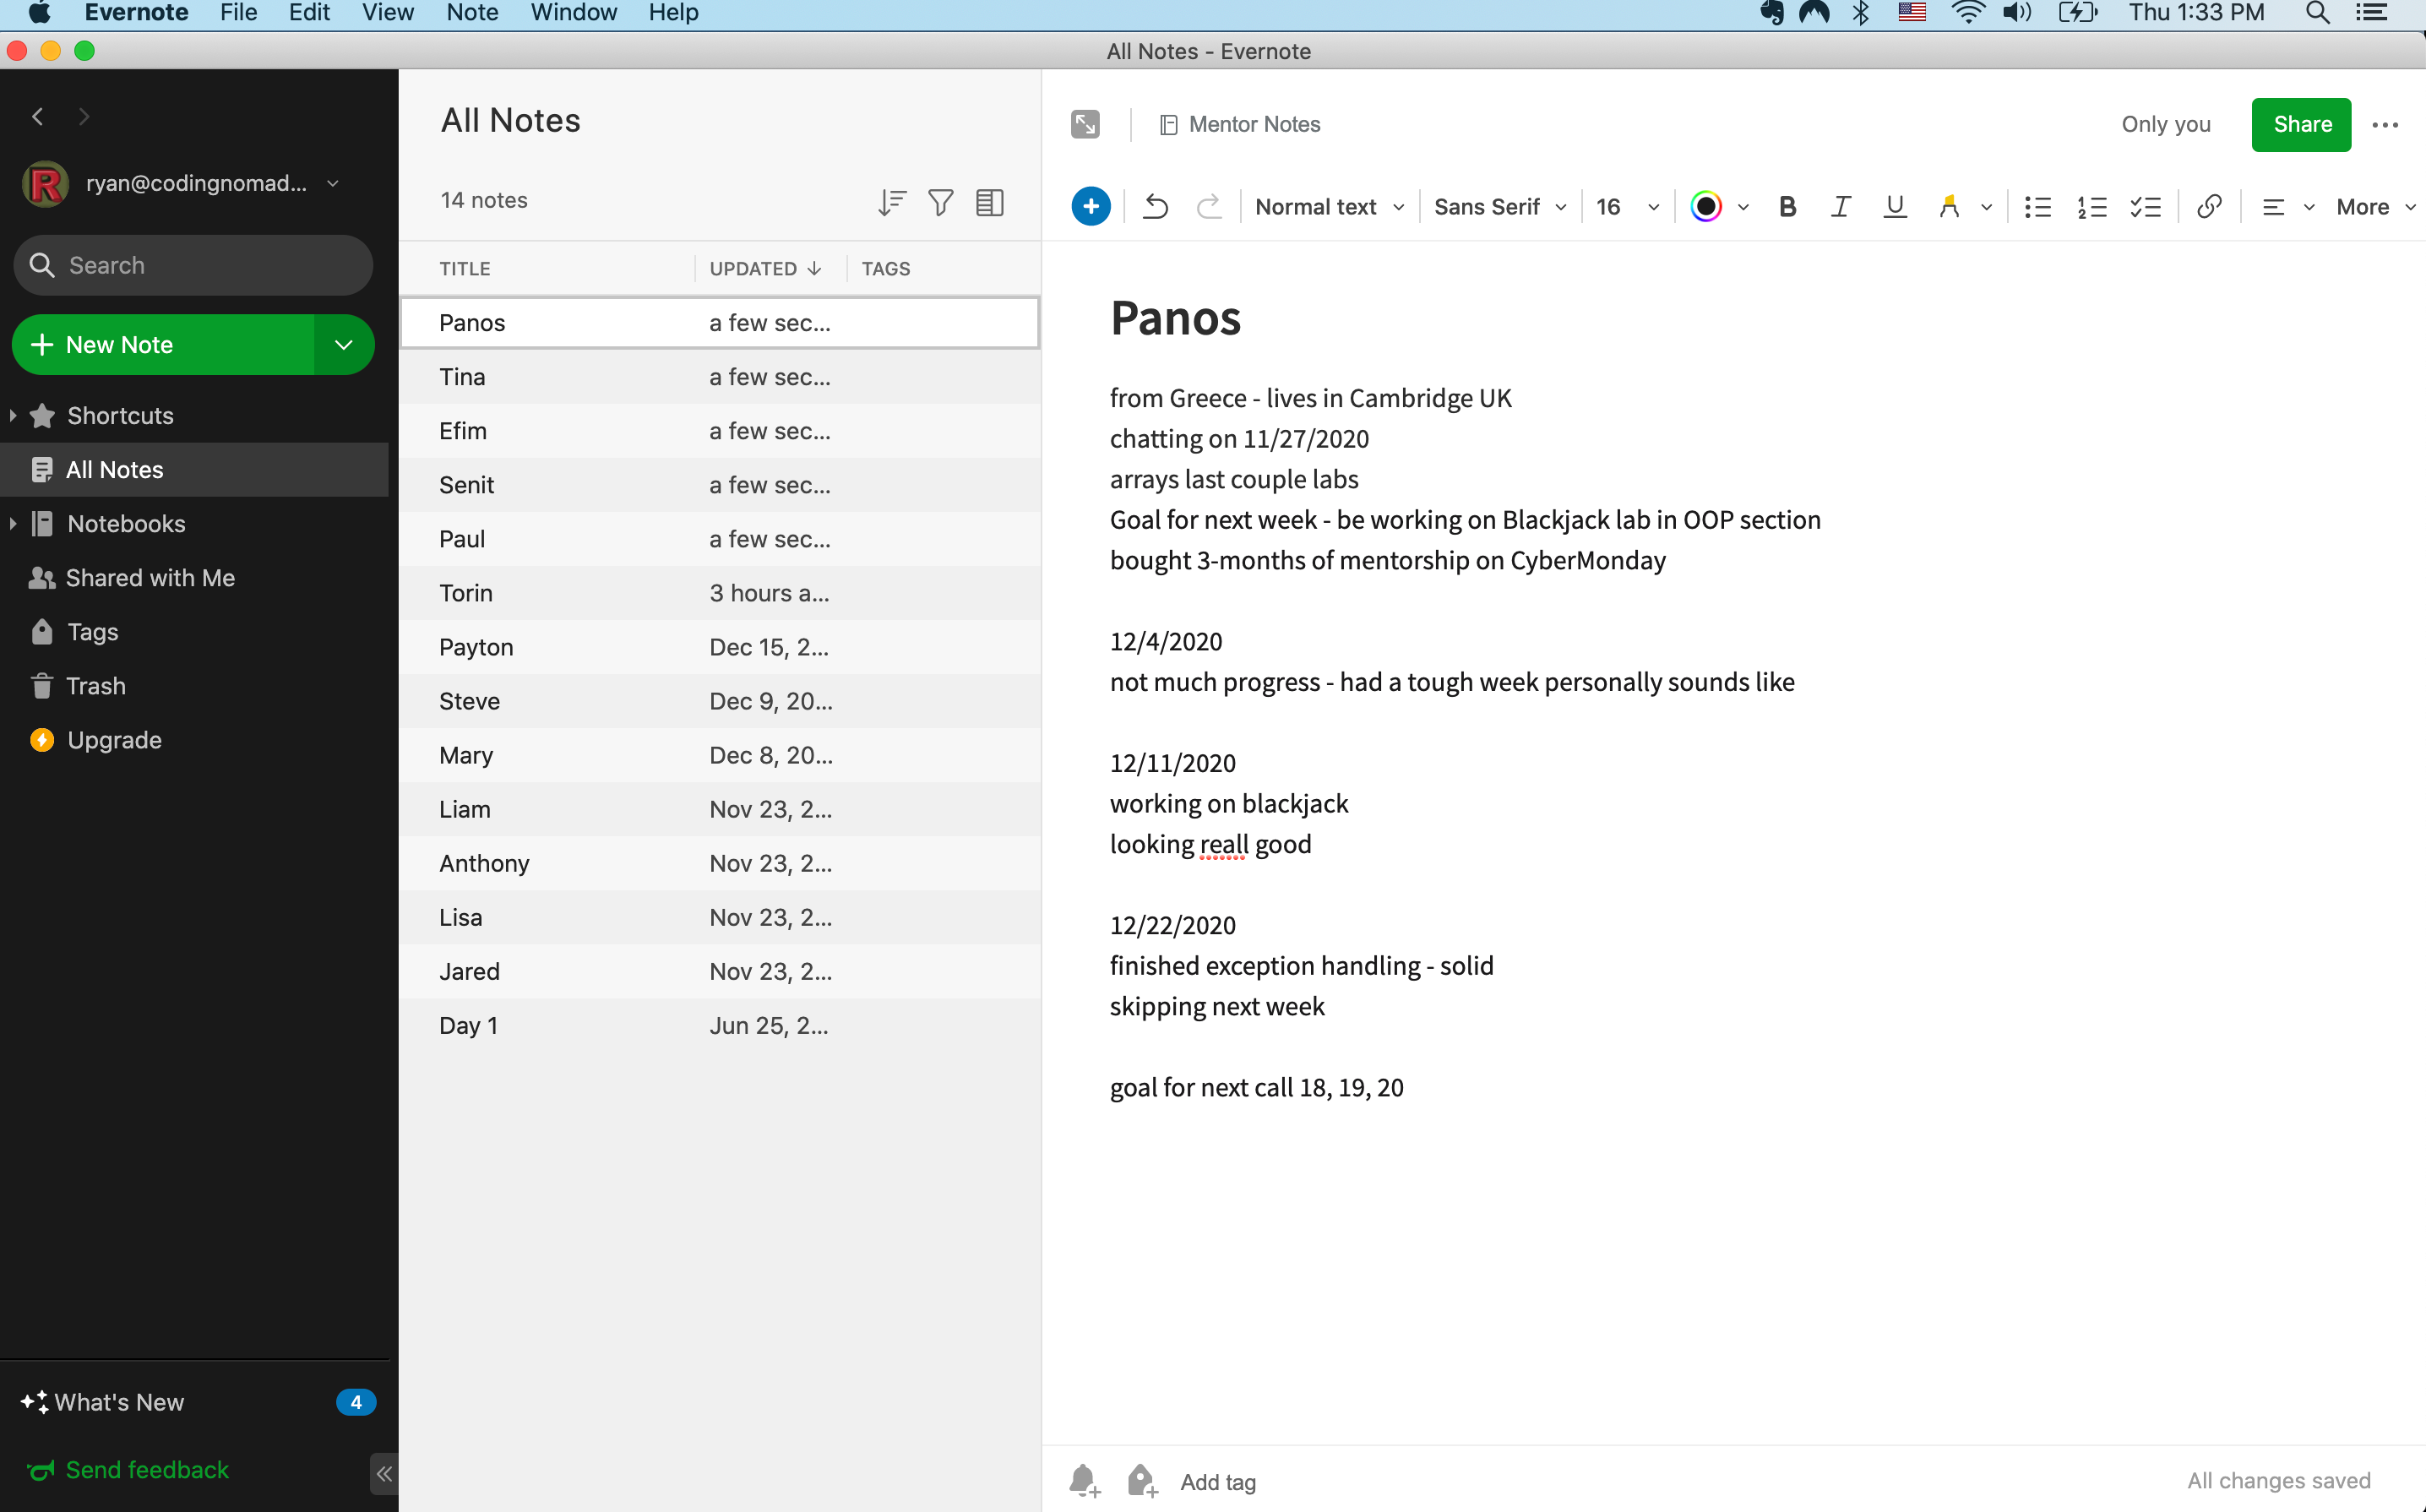 Evernote File Edit View Note Window Help Thu 1:33 PM
All Notes - Evernote
ryan@codingnomad...
Search
New Note
Shortcuts
All Notes
Notebooks
Shared with Me
Tags
Trash
Upgrade
What's New 4
Send feedback
All Notes
14 notes
TITLE UPDATED TAGS
Panos a few sec...
Tina a few sec...
Efim a few sec...
Senit a few sec...
Paul a few sec...
Torin 3 hours a...
Payton Dec 15, 2...
Steve Dec 9, 20...
Mary Dec 8, 20...
Liam Nov 23, 2...
Anthony Nov 23, 2...
Lisa Nov 23, 2...
Jared Nov 23, 2...
Day 1 Jun 25, 2...
Mentor Notes Only you Share
Normal text Sans Serif 16 B I U More
Panos
from Greece - lives in Cambridge UK
chatting on 11/27/2020
arrays last couple labs
Goal for next week - be working on Blackjack lab in OOP section
bought 3-months of mentorship on CyberMonday
12/4/2020
not much progress - had a tough week personally sounds like
12/11/2020
working on blackjack
looking reall good
12/22/2020
finished exception handling - solid
skipping next week
goal for next call 18, 19, 20
Add tag All changes saved